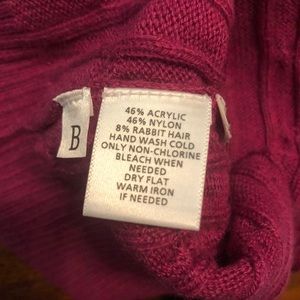 B
46% ACRYLIC
46% NYLON
8% RABBIT HAIR
HAND WASH COLD
ONLY NON-CHLORINE
BLEACH WHEN
NEEDED
DRY FLAT
WARM IRON
IF NEEDED